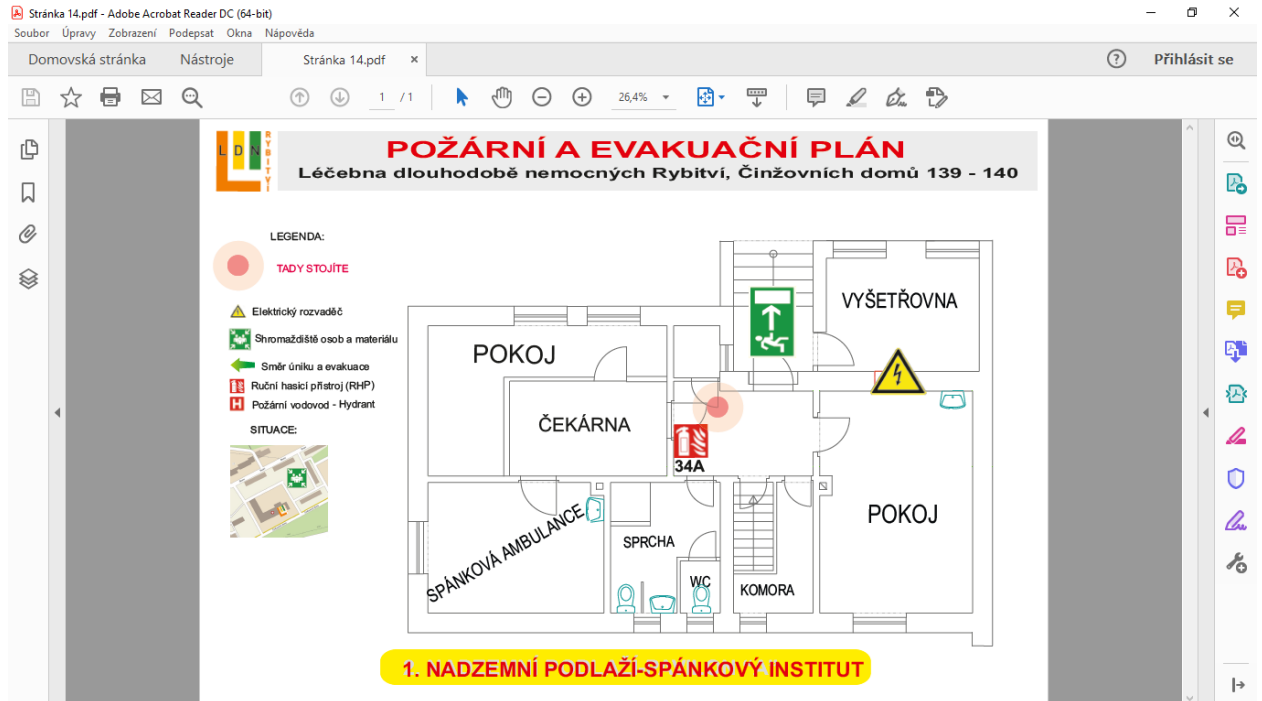 Stránka 14.pdf - Adobe Acrobat Reader DC (64-bit)
Soubor Úpravy Zobrazení Podepsat Okna Nápověda
Domovská stránka Nástroje Stránka 14.pdf × Přihlásit se
1 / 1 26,4%
LDN RYBITVÍ
POŽÁRNÍ A EVAKUAČNÍ PLÁN
Léčebna dlouhodobě nemocných Rybitví, Činžovních domů 139 - 140
LEGENDA:
TADY STOJÍTE
Elektrický rozvaděč
Shromaždiště osob a materiálu
Směr úniku a evakuace
Ruční hasicí přístroj (RHP)
H Požární vodovod - Hydrant
SITUACE:
VYŠETŘOVNA
POKOJ
ČEKÁRNA
34A
POKOJ
SPÁNKOVÁ AMBULANCE
SPRCHA
WC
KOMORA
1. NADZEMNÍ PODLAŽÍ-SPÁNKOVÝ INSTITUT